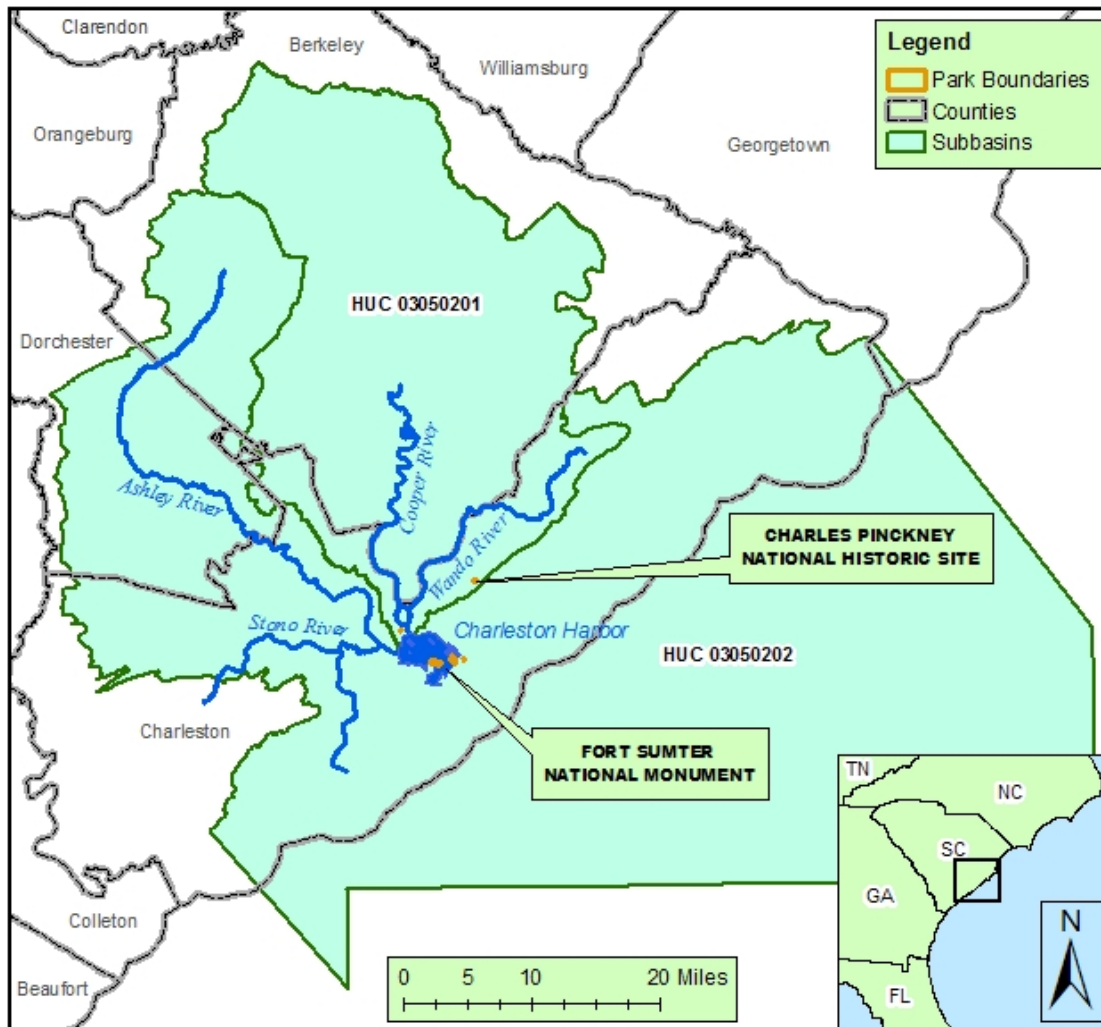 Clarendon
Berkeley
Williamsburg
Legend
Park Boundaries
Counties
Subbasins
Orangeburg
Georgetown
HUC 03050201
Dorchester
Ashley River
Cooper River
Wando River
CHARLES PINCKNEY
NATIONAL HISTORIC SITE
Stono River
Charleston Harbor
HUC 03050202
Charleston
FORT SUMTER
NATIONAL MONUMENT
TN
NC
SC
GA
FL
N
Colleton
Beaufort
0 5 10 20 Miles